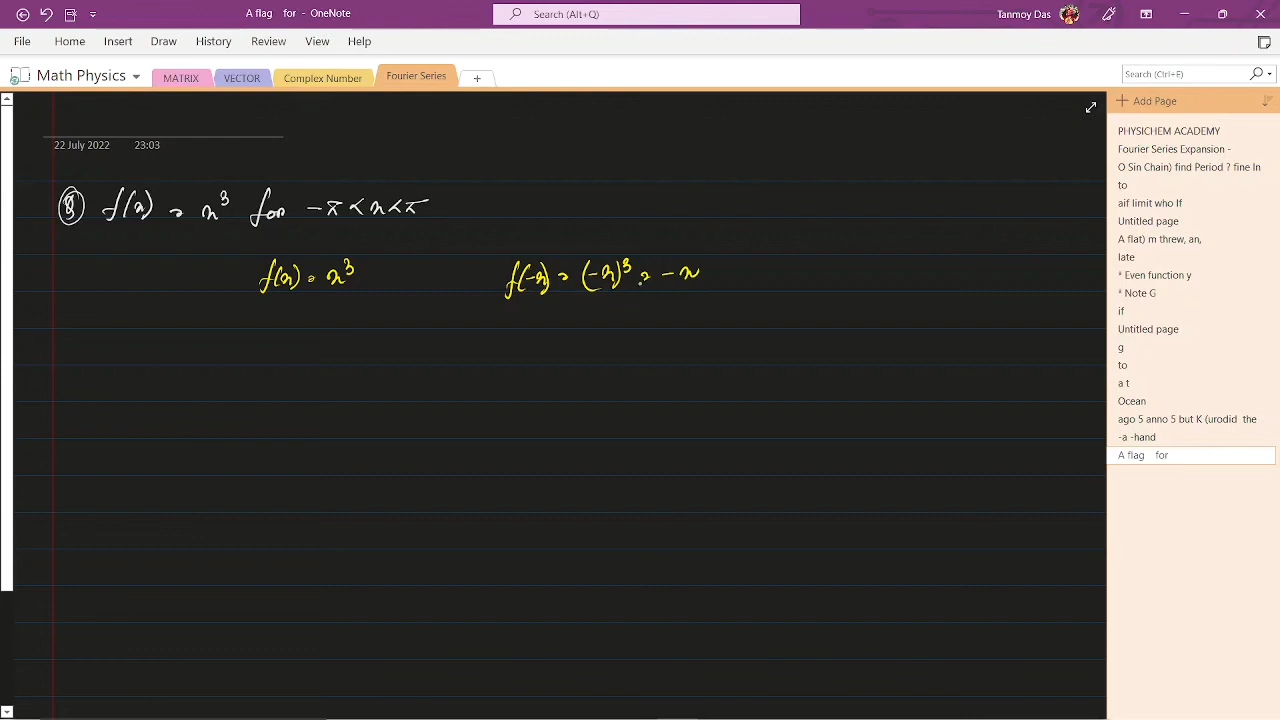 A flag for - OneNote
Search (Alt+Q)
Tanmoy Das
File Home Insert Draw History Review View Help
Math Physics
MATRIX
VECTOR
Complex Number
Fourier Series
Search (Ctrl+E)
22 July 2022 23:03
⑧ f(x) = x³ for -π < x < π
f(x) = x³
f(-x) = (-x)³ = -x
Add Page
PHYSICHEM ACADEMY
Fourier Series Expansion -
O Sin Chain) find Period ? fine In
to
aif limit who If
Untitled page
A flat) m threw, an,
late
* Even function y
* Note G
if
Untitled page
g
to
a t
Ocean
ago 5 anno 5 but K (urodid the
-a -hand
A flag for